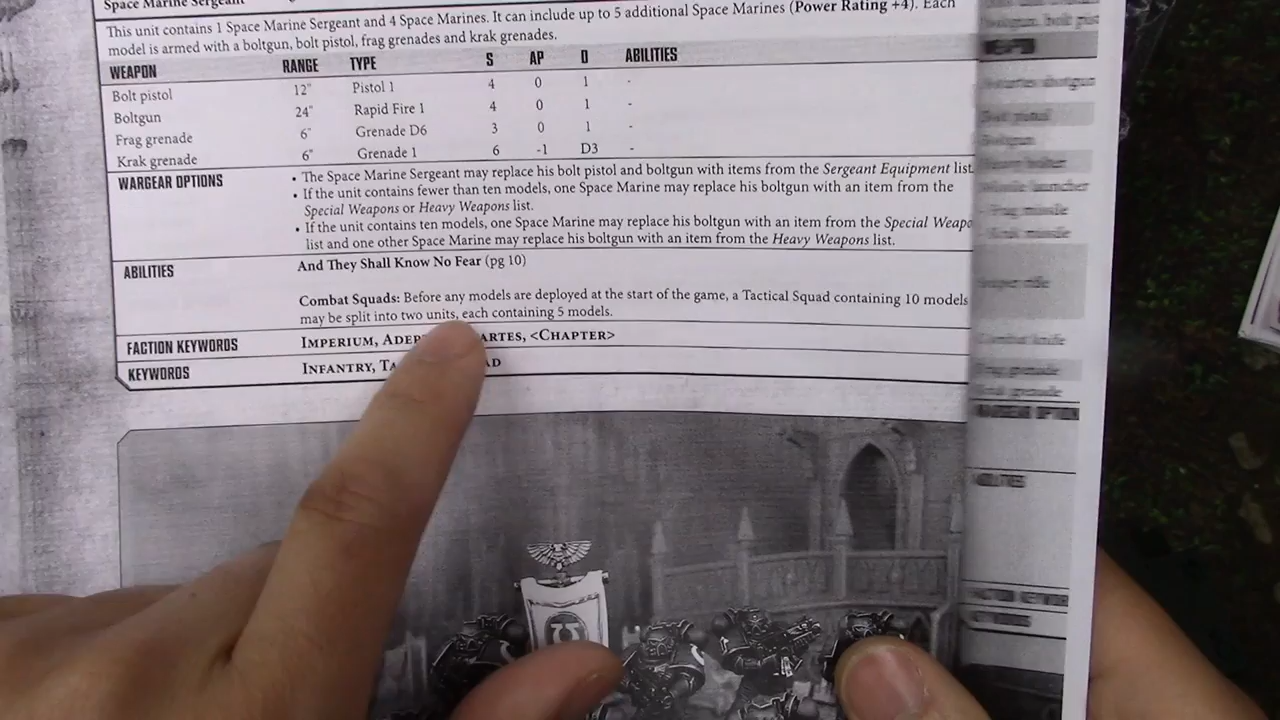 Space Marine Sergeant
This unit contains 1 Space Marine Sergeant and 4 Space Marines. It can include up to 5 additional Space Marines (Power Rating +4). Each
model is armed with a boltgun, bolt pistol, frag grenades and krak grenades.
WEAPON RANGE TYPE S AP D ABILITIES
Bolt pistol 12" Pistol 1 4 0 1 -
Boltgun 24" Rapid Fire 1 4 0 1 -
Frag grenade 6" Grenade D6 3 0 1 -
Krak grenade 6" Grenade 1 6 -1 D3 -
WARGEAR OPTIONS • The Space Marine Sergeant may replace his bolt pistol and boltgun with items from the Sergeant Equipment list.
• If the unit contains fewer than ten models, one Space Marine may replace his boltgun with an item from the
Special Weapons or Heavy Weapons list.
• If the unit contains ten models, one Space Marine may replace his boltgun with an item from the Special Weapo
list and one other Space Marine may replace his boltgun with an item from the Heavy Weapons list.
ABILITIES And They Shall Know No Fear (pg 10)
Combat Squads: Before any models are deployed at the start of the game, a Tactical Squad containing 10 models
may be split into two units, each containing 5 models.
FACTION KEYWORDS IMPERIUM, ADEP ARTES, <CHAPTER>
KEYWORDS INFANTRY, TA AD